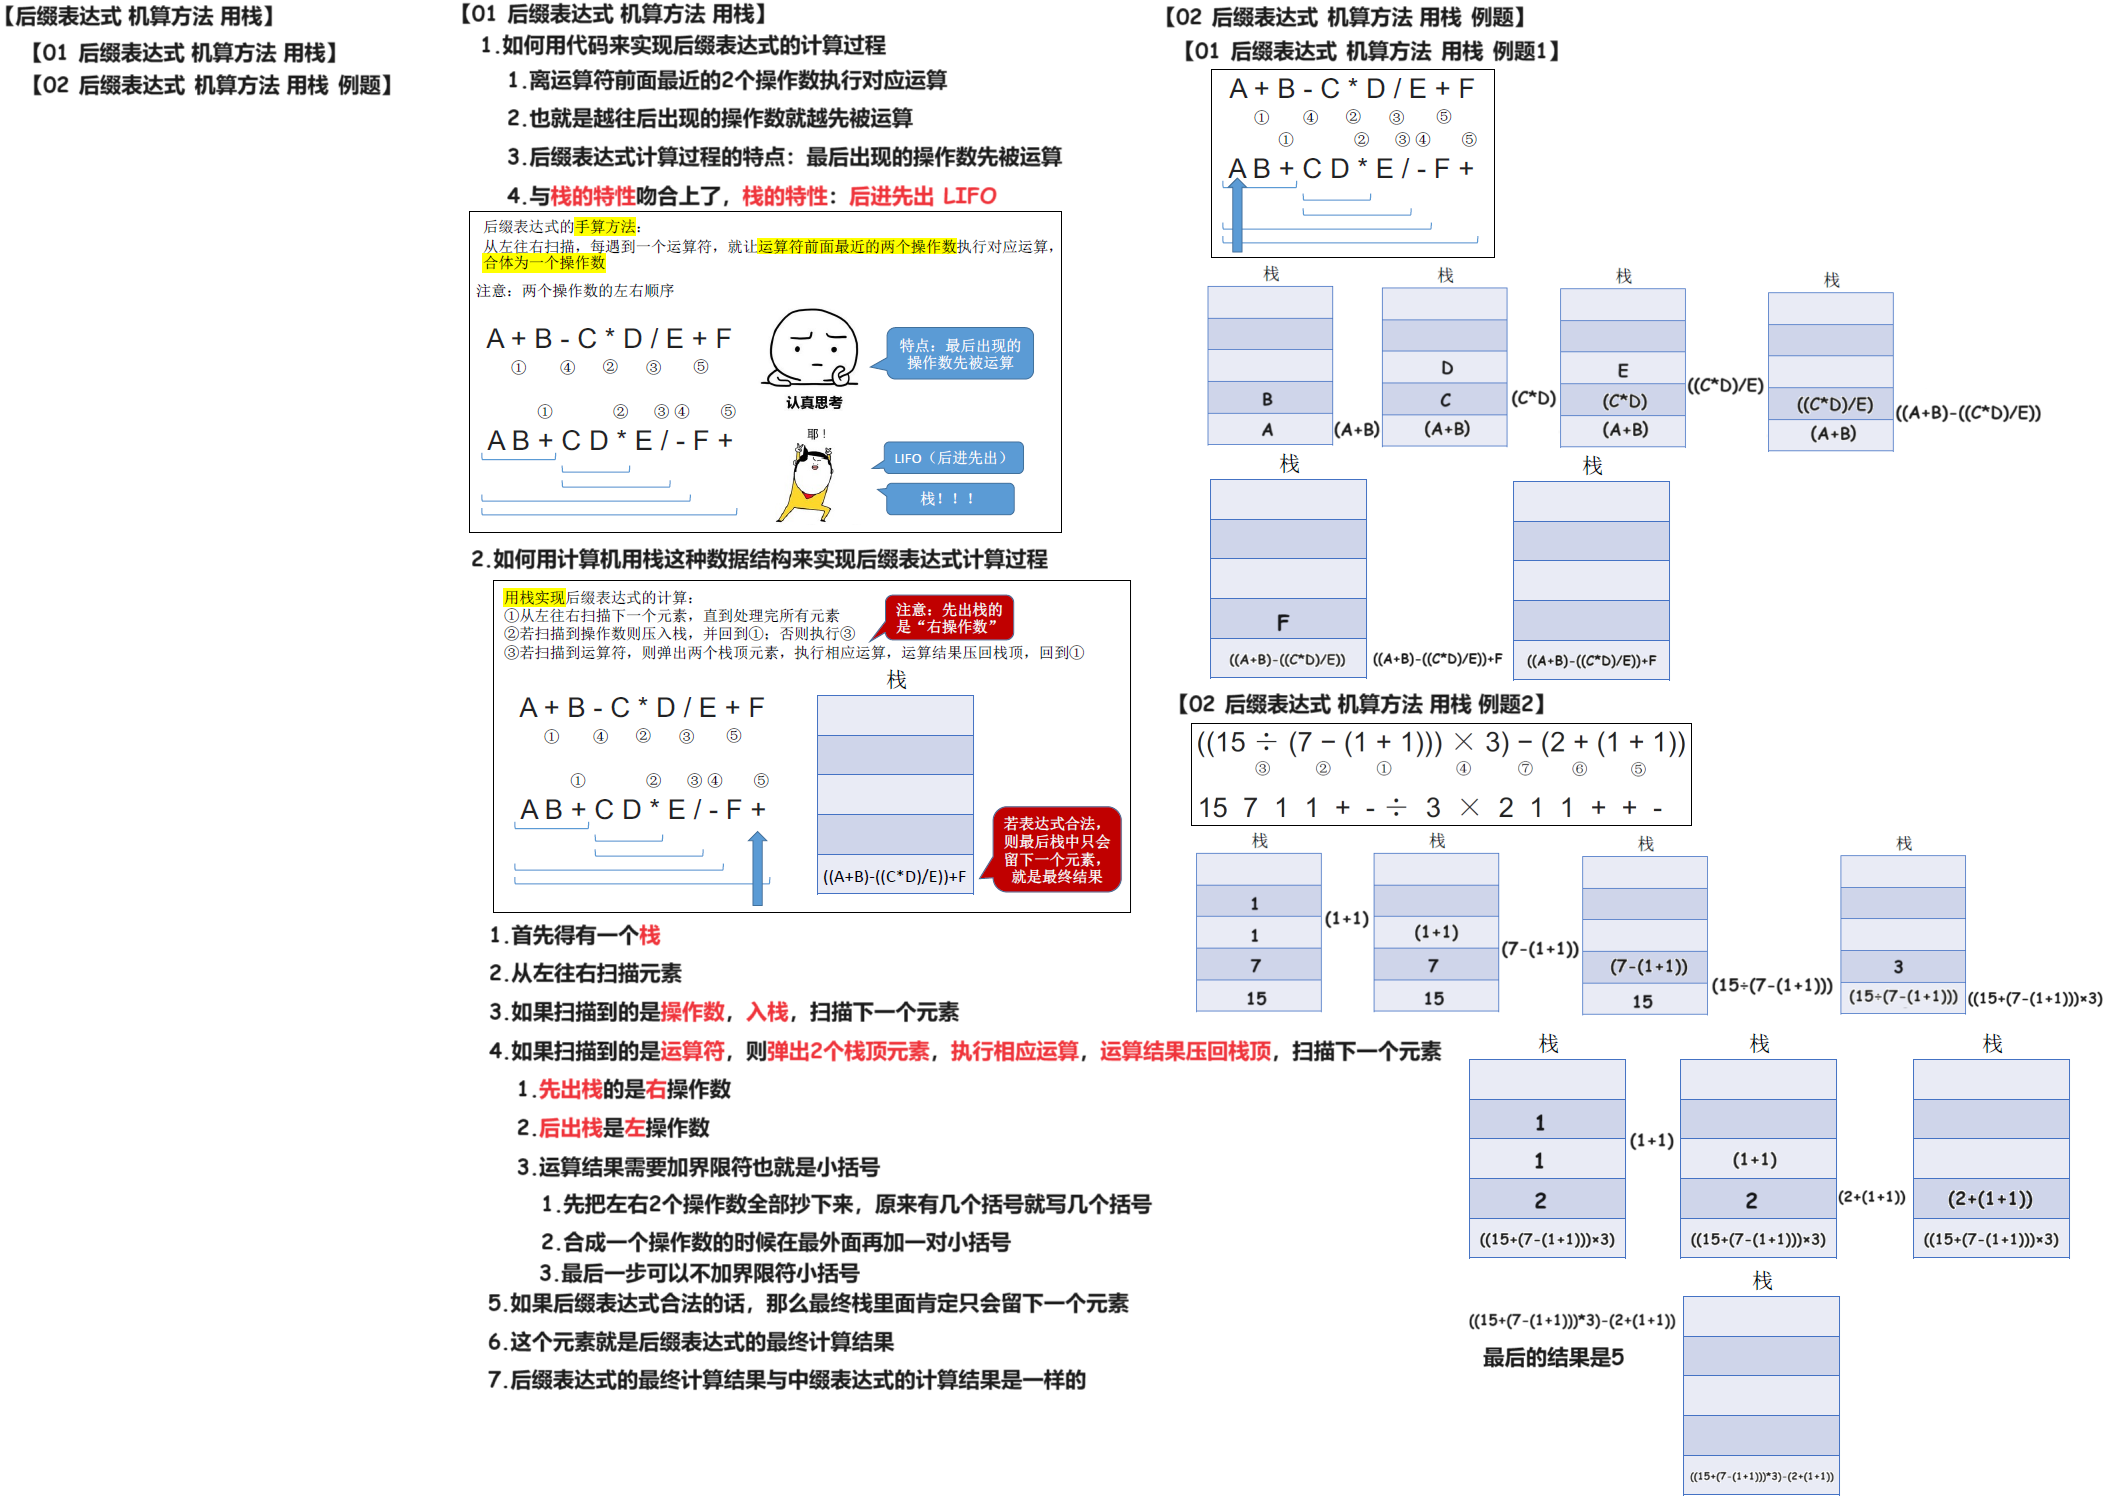 【后缀表达式 机算方法 用栈】
【01 后缀表达式 机算方法 用栈】
【02 后缀表达式 机算方法 用栈 例题】
【01 后缀表达式 机算方法 用栈】
1.如何用代码来实现后缀表达式的计算过程
1.离运算符前面最近的2个操作数执行对应运算
2.也就是越往后出现的操作数就越先被运算
3.后缀表达式计算过程的特点：最后出现的操作数先被运算
4.与栈的特性吻合上了，栈的特性：后进先出 LIFO
后缀表达式的手算方法：
从左往右扫描，每遇到一个运算符，就让运算符前面最近的两个操作数执行对应运算，
合体为一个操作数
注意：两个操作数的左右顺序
A + B - C * D / E + F
① ④ ② ③ ⑤
① ② ③ ④ ⑤
A B + C D * E / - F +
特点：最后出现的
操作数先被运算
认真思考
耶！
LIFO（后进先出）
栈！！！
2.如何用计算机用栈这种数据结构来实现后缀表达式计算过程
用栈实现后缀表达式的计算：
①从左往右扫描下一个元素，直到处理完所有元素
②若扫描到操作数则压入栈，并回到①；否则执行③
③若扫描到运算符，则弹出两个栈顶元素，执行相应运算，运算结果压回栈顶，回到①
注意：先出栈的
是“右操作数”
栈
A + B - C * D / E + F
① ④ ② ③ ⑤
① ② ③ ④ ⑤
A B + C D * E / - F +
((A+B)-((C*D)/E))+F
若表达式合法，
则最后栈中只会
留下一个元素，
就是最终结果
1.首先得有一个栈
2.从左往右扫描元素
3.如果扫描到的是操作数，入栈，扫描下一个元素
4.如果扫描到的是运算符，则弹出2个栈顶元素，执行相应运算，运算结果压回栈顶，扫描下一个元素
1.先出栈的是右操作数
2.后出栈是左操作数
3.运算结果需要加界限符也就是小括号
1.先把左右2个操作数全部抄下来，原来有几个括号就写几个括号
2.合成一个操作数的时候在最外面再加一对小括号
3.最后一步可以不加界限符小括号
5.如果后缀表达式合法的话，那么最终栈里面肯定只会留下一个元素
6.这个元素就是后缀表达式的最终计算结果
7.后缀表达式的最终计算结果与中缀表达式的计算结果是一样的
【02 后缀表达式 机算方法 用栈 例题】
【01 后缀表达式 机算方法 用栈 例题1】
A + B - C * D / E + F
① ④ ② ③ ⑤
① ② ③ ④ ⑤
A B + C D * E / - F +
栈
B
A
(A+B)
栈
D
C
(A+B)
(C*D)
栈
E
(C*D)
(A+B)
((C*D)/E)
栈
((C*D)/E)
(A+B)
((A+B)-((C*D)/E))
栈
F
((A+B)-((C*D)/E))
((A+B)-((C*D)/E))+F
栈
((A+B)-((C*D)/E))+F
【02 后缀表达式 机算方法 用栈 例题2】
((15 ÷ (7 − (1 + 1))) × 3) − (2 + (1 + 1))
③ ② ① ④ ⑦ ⑥ ⑤
15 7 1 1 + - ÷ 3 × 2 1 1 + + -
栈
1
1
7
15
(1+1)
栈
(1+1)
7
15
(7-(1+1))
栈
(7-(1+1))
15
(15÷(7-(1+1)))
栈
3
(15÷(7-(1+1)))
((15+(7-(1+1)))×3)
栈
1
1
2
((15+(7-(1+1)))×3)
(1+1)
栈
(1+1)
2
((15+(7-(1+1)))×3)
(2+(1+1))
栈
(2+(1+1))
((15+(7-(1+1)))×3)
栈
((15+(7-(1+1)))*3)-(2+(1+1))
最后的结果是5
((15+(7-(1+1)))*3)-(2+(1+1))